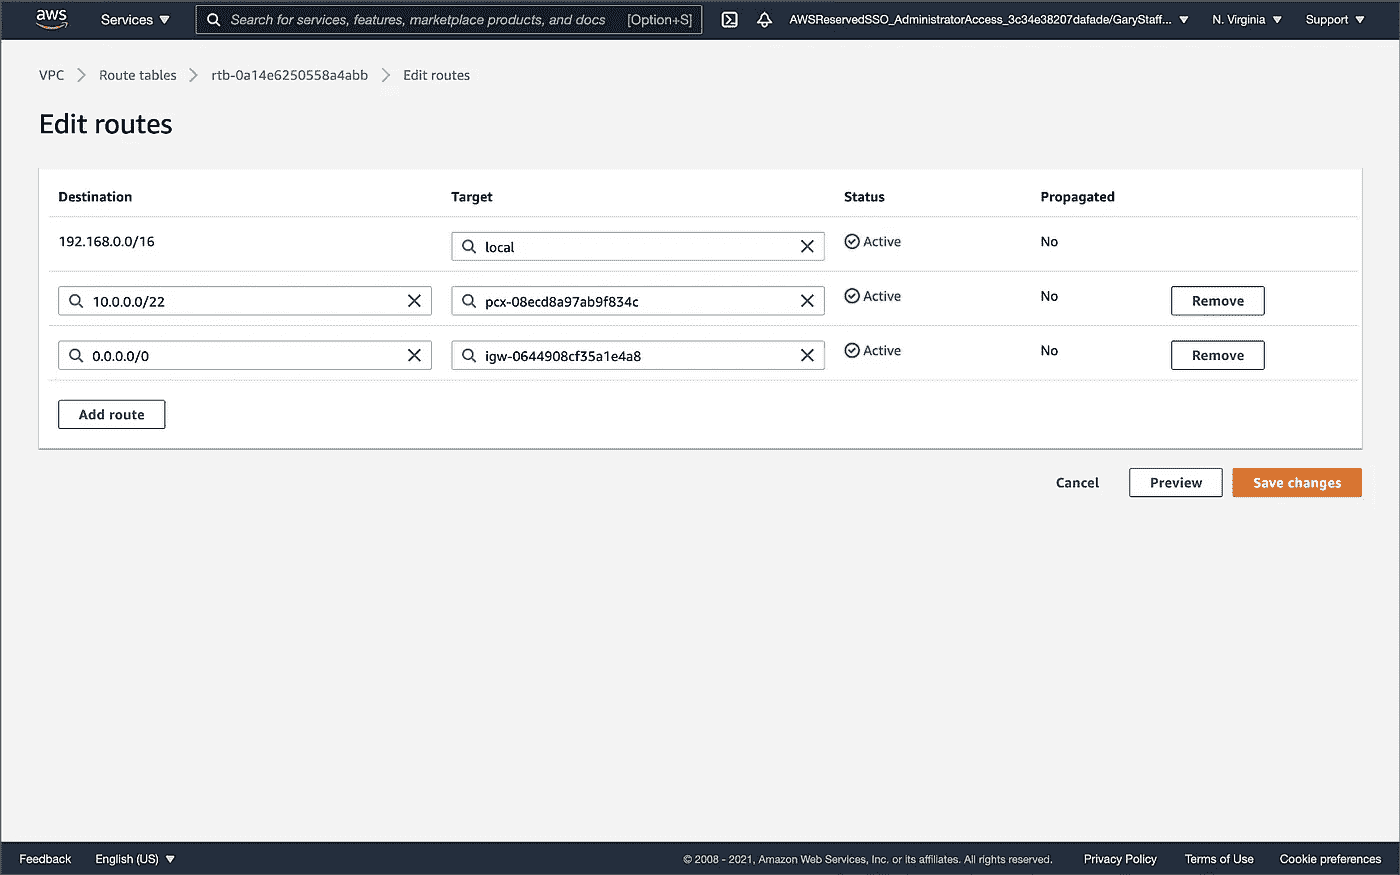 aws Services Search for services, features, marketplace products, and docs [Option+S] AWSReservedSSO_AdministratorAccess_3c34e38207dafade/GaryStaff... N. Virginia Support
VPC Route tables rtb-0a14e6250558a4abb Edit routes
Edit routes
Destination Target Status Propagated
192.168.0.0/16 local Active No
10.0.0.0/22 pcx-08ecd8a97ab9f834c Active No Remove
0.0.0.0/0 igw-0644908cf35a1e4a8 Active No Remove
Add route
Cancel Preview Save changes
Feedback English (US) © 2008 - 2021, Amazon Web Services, Inc. or its affiliates. All rights reserved. Privacy Policy Terms of Use Cookie preferences